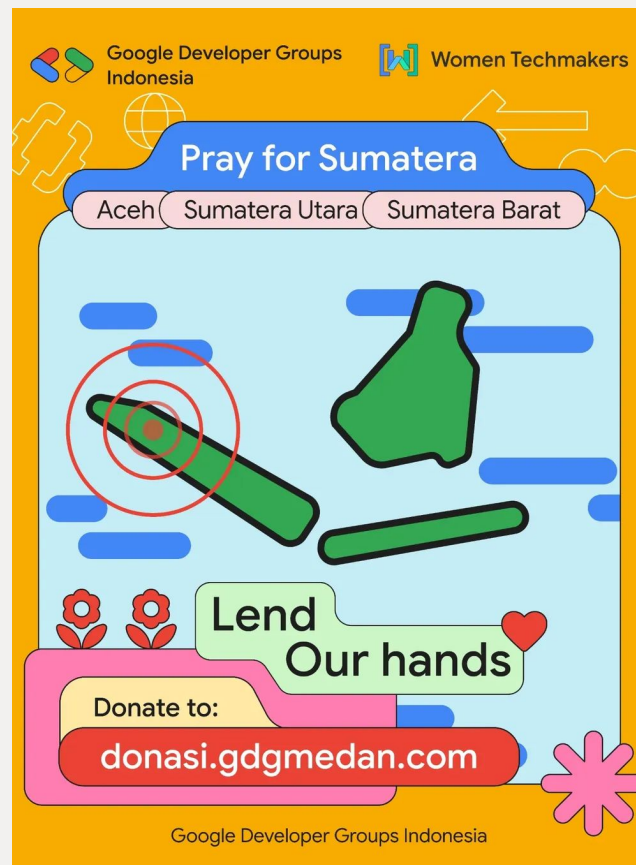 Google Developer Groups
Indonesia
Women Techmakers
Pray for Sumatera
Aceh
Sumatera Utara
Sumatera Barat
Lend
Our hands
Donate to:
donasi.gdgmedan.com
Google Developer Groups Indonesia